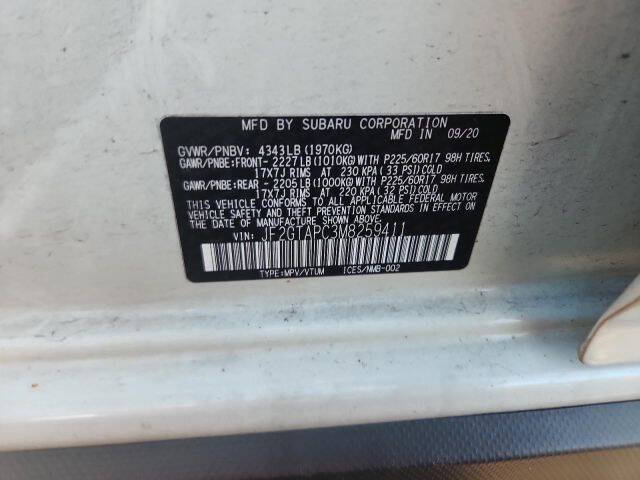 MFD BY SUBARU CORPORATION
MFD IN 09/20
GVWR/PNBV: 4343LB (1970KG)
GAWR/PNBE:FRONT- 2227LB (1010KG) WITH P225/60R17 98H TIRES.
17X7J RIMS AT 230 KPA (33 PSI) COLD
GAWR/PNBE:REAR - 2205LB (1000KG) WITH P225/60R17 98H TIRES.
17X7J RIMS AT 220 KPA (32 PSI) COLD
THIS VEHICLE CONFORMS TO ALL APPLICABLE FEDERAL MOTOR
VEHICLE SAFETY AND BUMPER STANDARDS IN EFFECT ON THE DATE
OF MANUFACTURE SHOWN ABOVE.
VIN: JF2GTAPC3M8259411
TYPE:MPV/VTUM ICES/NMB-002